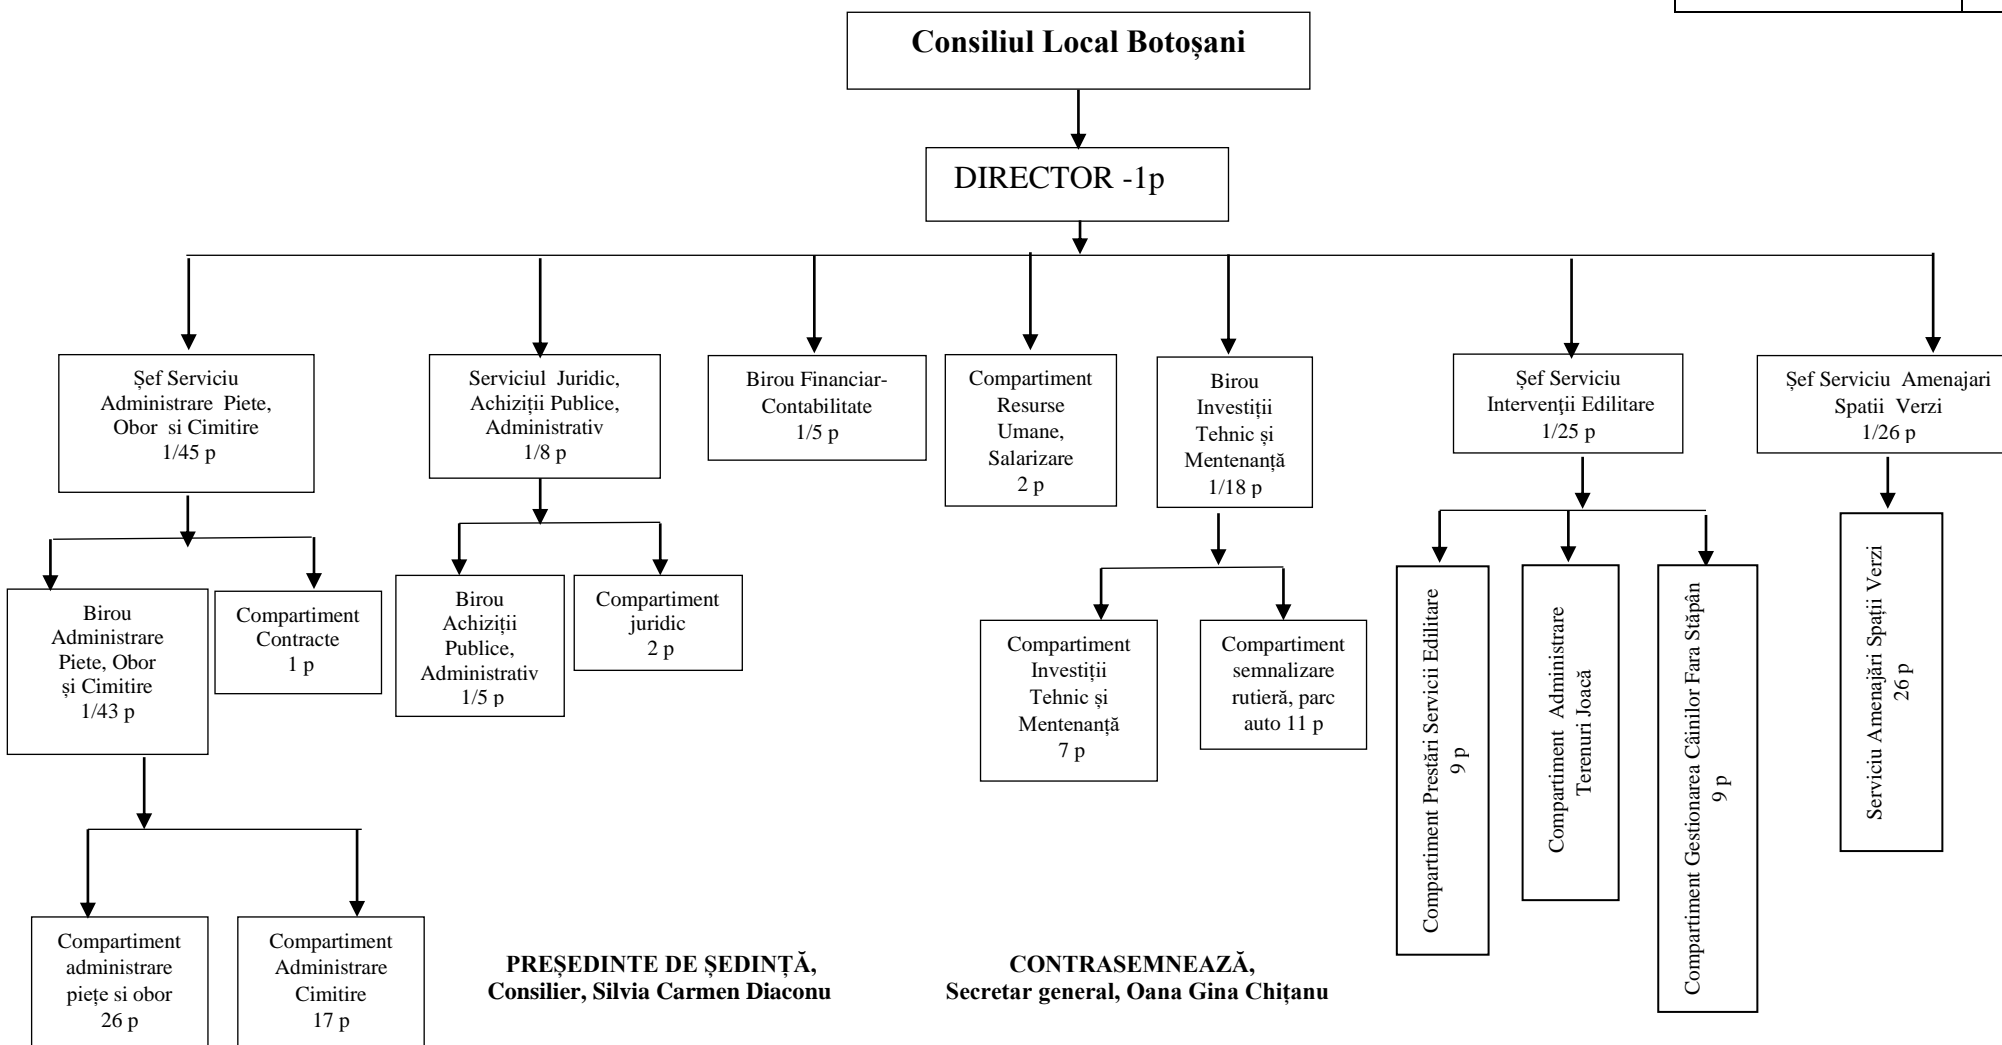 Consiliul Local Botoșani
DIRECTOR -1p
Șef Serviciu
Administrare Piete,
Obor si Cimitire
1/45 p
Serviciul Juridic,
Achiziții Publice,
Administrativ
1/8 p
Birou Financiar-
Contabilitate
1/5 p
Compartiment
Resurse
Umane,
Salarizare
2 p
Birou
Investiții
Tehnic și
Mentenanță
1/18 p
Șef Serviciu
Intervenţii Edilitare
1/25 p
Șef Serviciu Amenajari
Spatii Verzi
1/26 p
Birou
Administrare
Piete, Obor
și Cimitire
1/43 p
Compartiment
Contracte
1 p
Birou
Achiziții
Publice,
Administrativ
1/5 p
Compartiment
juridic
2 p
Compartiment
Investiții
Tehnic și
Mentenanță
7 p
Compartiment
semnalizare
rutieră, parc
auto 11 p
Compartiment Prestări Servicii Edilitare
9 p
Compartiment Administrare
Terenuri Joacă
Compartiment Gestionarea Câinilor Fara Stăpân
9 p
Serviciu Amenajări Spații Verzi
26 p
Compartiment
administrare
piețe si obor
26 p
Compartiment
Administrare
Cimitire
17 p
PREȘEDINTE DE ȘEDINȚĂ,
Consilier, Silvia Carmen Diaconu
CONTRASEMNEAZĂ,
Secretar general, Oana Gina Chițanu